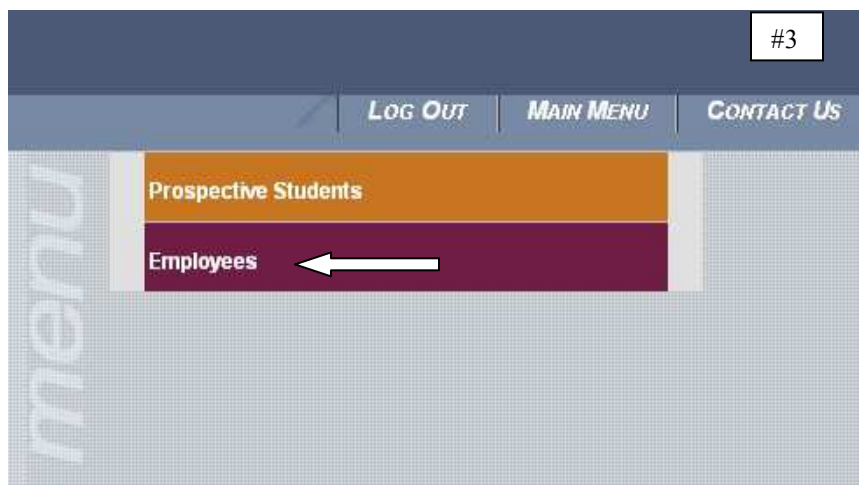 #3
LOG OUT MAIN MENU CONTACT US
menu
Prospective Students
Employees